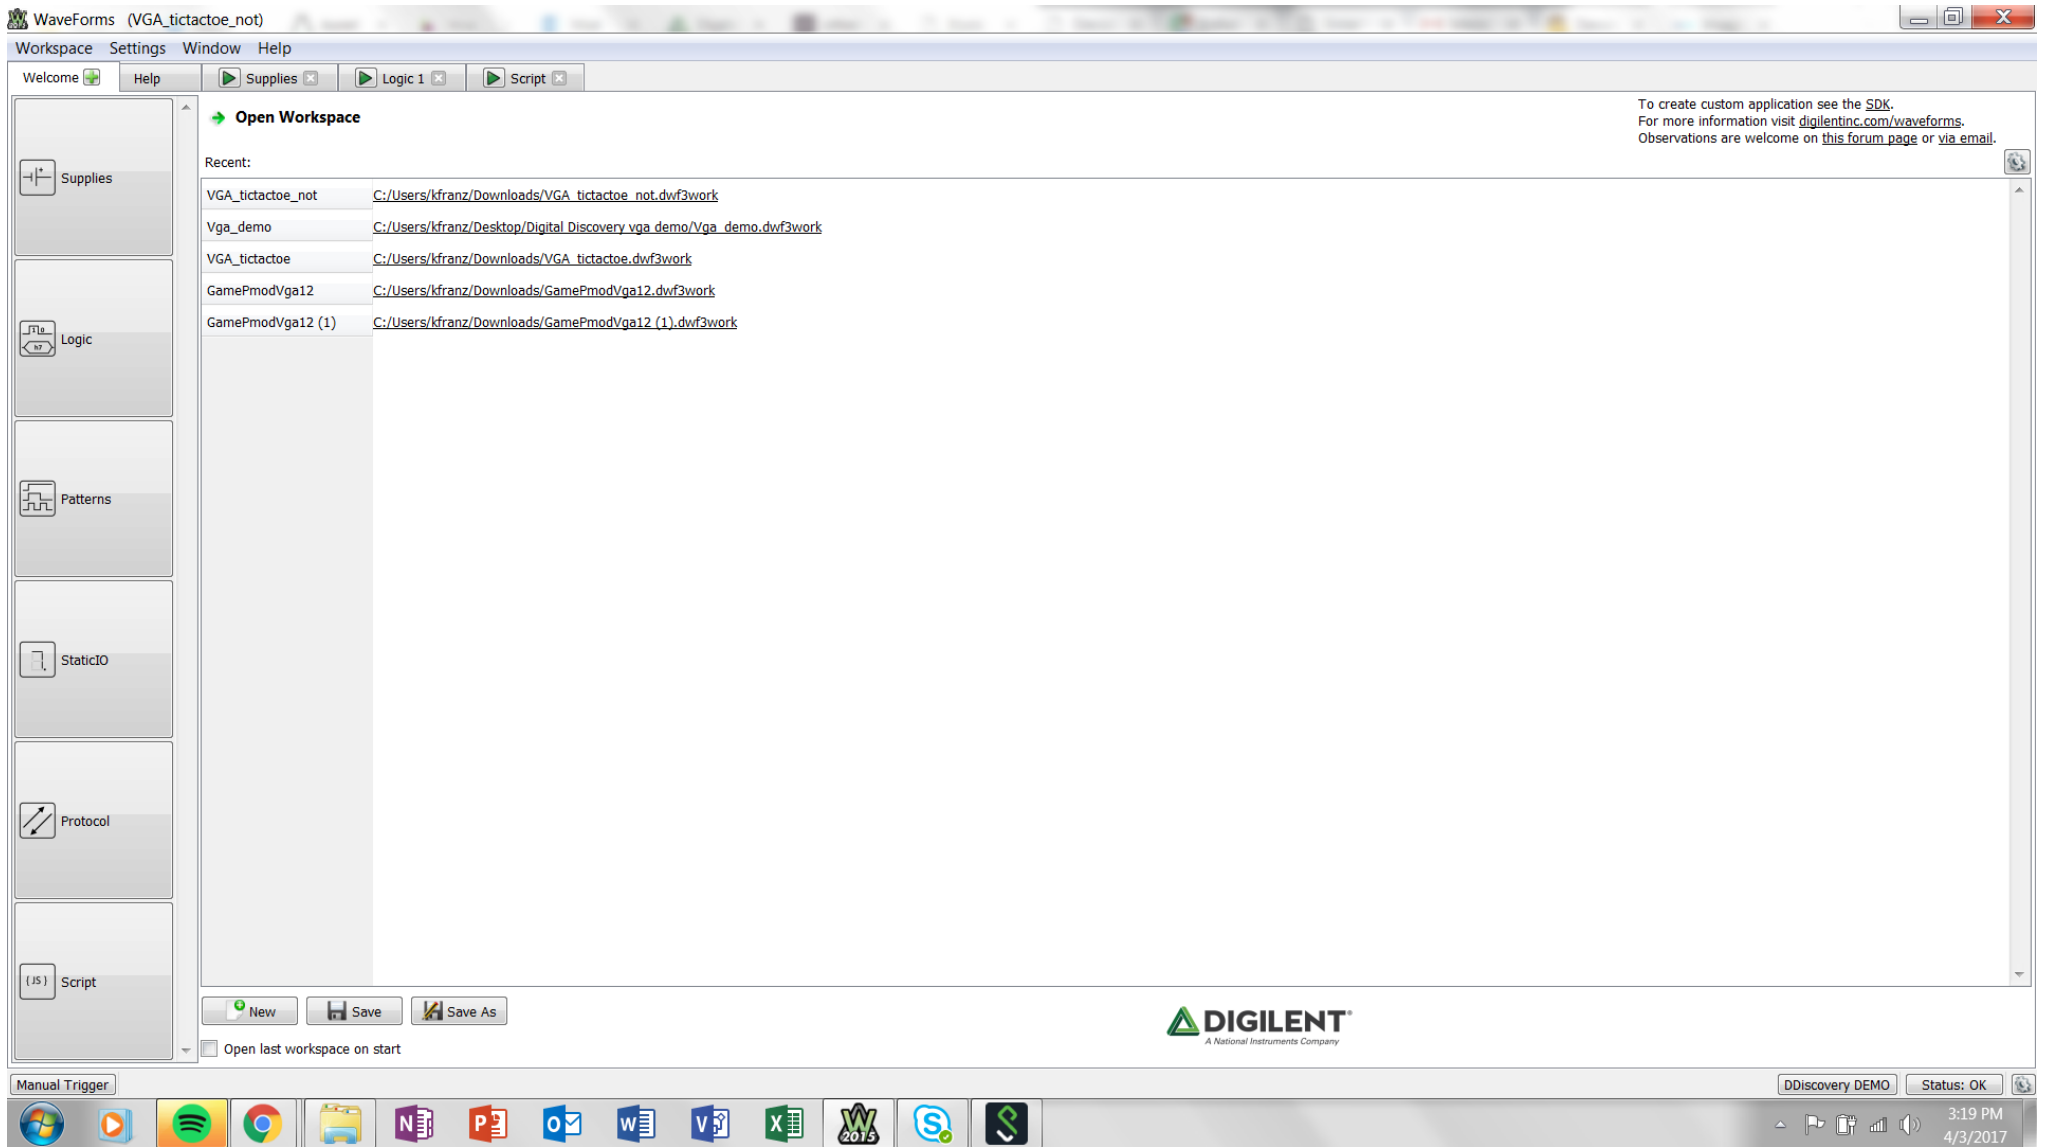 WaveForms (VGA_tictactoe_not)
Workspace Settings Window Help
Welcome Help Supplies Logic 1 Script
To create custom application see the SDK.
For more information visit digilentinc.com/waveforms.
Observations are welcome on this forum page or via email.
Open Workspace
Recent:
VGA_tictactoe_not C:/Users/kfranz/Downloads/VGA_tictactoe_not.dwf3work
Vga_demo C:/Users/kfranz/Desktop/Digital Discovery vga demo/Vga_demo.dwf3work
VGA_tictactoe C:/Users/kfranz/Downloads/VGA_tictactoe.dwf3work
GamePmodVga12 C:/Users/kfranz/Downloads/GamePmodVga12.dwf3work
GamePmodVga12 (1) C:/Users/kfranz/Downloads/GamePmodVga12 (1).dwf3work
Supplies
Logic
Patterns
StaticIO
Protocol
{JS} Script
New Save Save As
DIGILENT
A National Instruments Company
Open last workspace on start
Manual Trigger DDiscovery DEMO Status: OK
2015
3:19 PM
4/3/2017